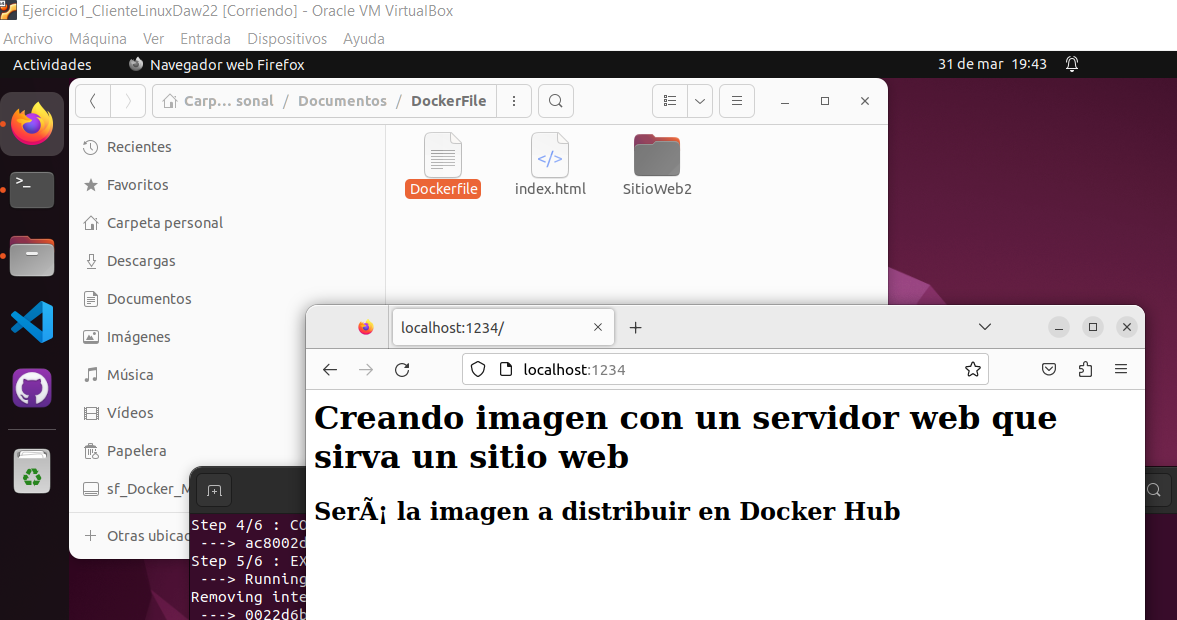 Ejercicio1_ClienteLinuxDaw22 [Corriendo] - Oracle VM VirtualBox
Archivo Máquina Ver Entrada Dispositivos Ayuda
Actividades Navegador web Firefox 31 de mar 19:43
Carp... sonal / Documentos / DockerFile
Recientes
Favoritos
Carpeta personal
Descargas
Documentos
Imágenes
Música
Vídeos
Papelera
sf_Docker_M
Otras ubicac
Dockerfile index.html SitioWeb2
localhost:1234/
localhost:1234
Creando imagen con un servidor web que
sirva un sitio web
SerÃ¡ la imagen a distribuir en Docker Hub
Step 4/6 : CO
---> ac8002d
Step 5/6 : EX
---> Running
Removing inte
---> 0022d6b